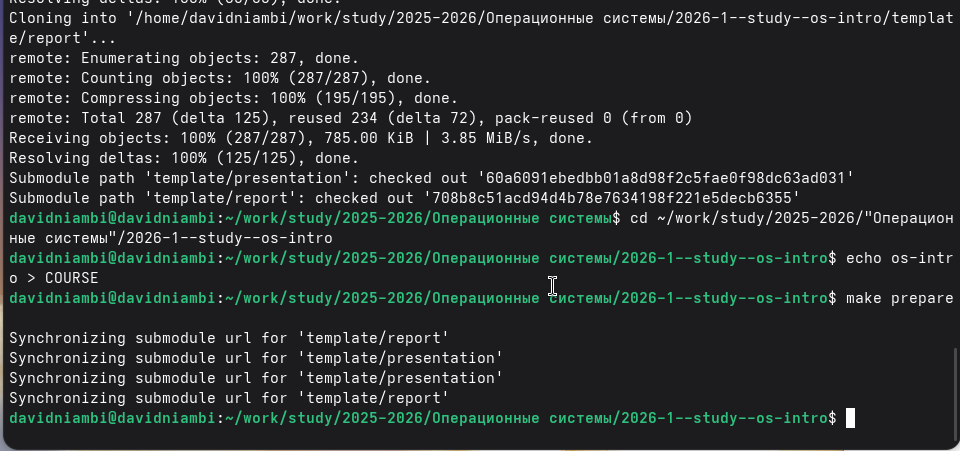 Cloning into '/home/davidniambi/work/study/2025-2026/Операционные системы/2026-1--study--os-intro/templat
e/report'...
remote: Enumerating objects: 287, done.
remote: Counting objects: 100% (287/287), done.
remote: Compressing objects: 100% (195/195), done.
remote: Total 287 (delta 125), reused 234 (delta 72), pack-reused 0 (from 0)
Receiving objects: 100% (287/287), 785.00 KiB | 3.85 MiB/s, done.
Resolving deltas: 100% (125/125), done.
Submodule path 'template/presentation': checked out '60a6091ebedbb01a8d98f2c5fae0f98dc63ad031'
Submodule path 'template/report': checked out '708b8c51acd94d4b78e7634198f221e5decb6355'
davidniambi@davidniambi:~/work/study/2025-2026/Операционные системы$ cd ~/work/study/2025-2026/"Операцион
ные системы"/2026-1--study--os-intro
davidniambi@davidniambi:~/work/study/2025-2026/Операционные системы/2026-1--study--os-intro$ echo os-intr
o > COURSE
davidniambi@davidniambi:~/work/study/2025-2026/Операционные системы/2026-1--study--os-intro$ make prepare
Synchronizing submodule url for 'template/report'
Synchronizing submodule url for 'template/presentation'
Synchronizing submodule url for 'template/presentation'
Synchronizing submodule url for 'template/report'
davidniambi@davidniambi:~/work/study/2025-2026/Операционные системы/2026-1--study--os-intro$